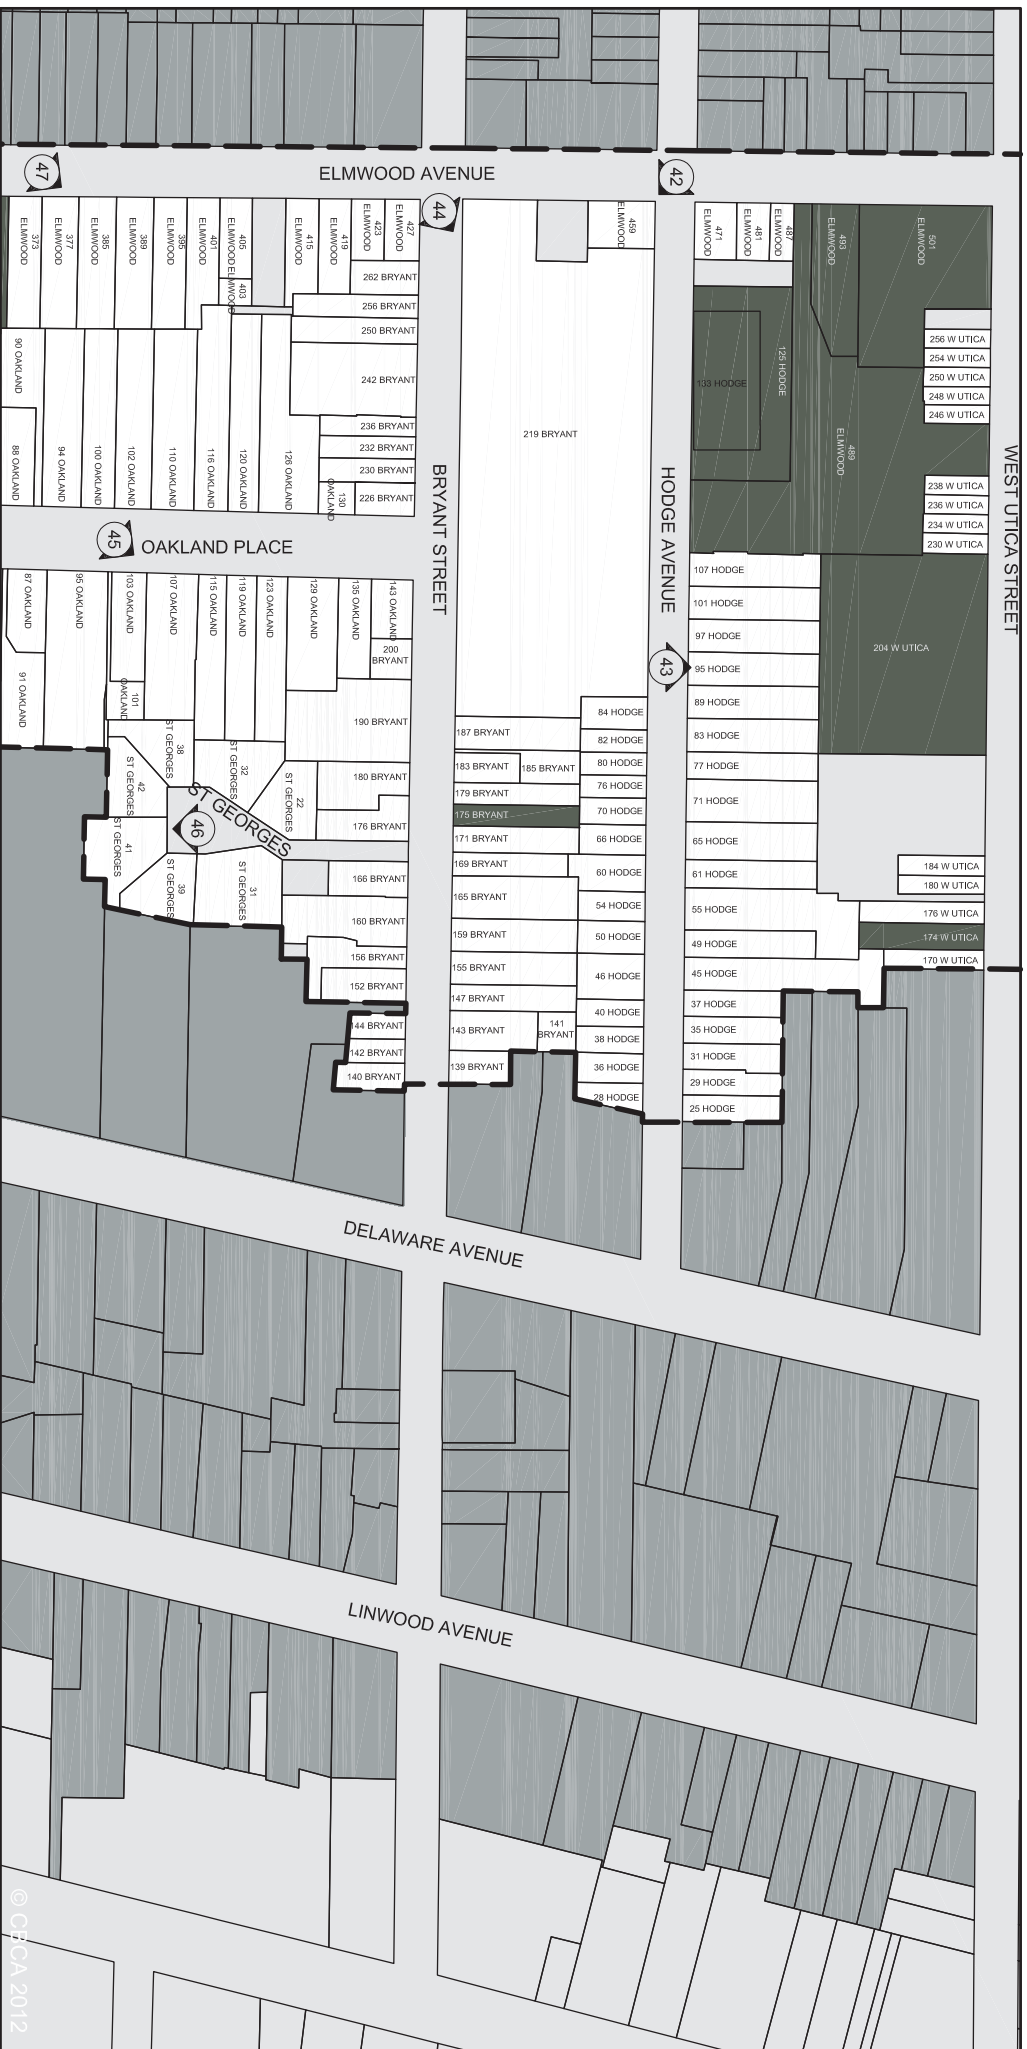 ELMWOOD AVENUE
47
44
42
373
ELMWOOD
377
ELMWOOD
385
ELMWOOD
389
ELMWOOD
395
ELMWOOD
401
ELMWOOD
405
ELMWOOD
403
ELMWOOD
415
ELMWOOD
419
ELMWOOD
423
ELMWOOD
427
ELMWOOD
262 BRYANT
256 BRYANT
250 BRYANT
242 BRYANT
236 BRYANT
232 BRYANT
230 BRYANT
226 BRYANT
90 OAKLAND
88 OAKLAND
94 OAKLAND
100 OAKLAND
102 OAKLAND
110 OAKLAND
116 OAKLAND
120 OAKLAND
126 OAKLAND
130
OAKLAND
459
ELMWOOD
219 BRYANT
471
ELMWOOD
481
ELMWOOD
487
ELMWOOD
493
ELMWOOD
501
ELMWOOD
489
ELMWOOD
125 HODGE
133 HODGE
256 W UTICA
254 W UTICA
250 W UTICA
248 W UTICA
246 W UTICA
238 W UTICA
236 W UTICA
234 W UTICA
230 W UTICA
204 W UTICA
WEST UTICA STREET
HODGE AVENUE
BRYANT STREET
45
OAKLAND PLACE
43
87 OAKLAND
91 OAKLAND
95 OAKLAND
103 OAKLAND
101
OAKLAND
107 OAKLAND
115 OAKLAND
119 OAKLAND
123 OAKLAND
129 OAKLAND
135 OAKLAND
143 OAKLAND
200
BRYANT
190 BRYANT
180 BRYANT
176 BRYANT
166 BRYANT
160 BRYANT
156 BRYANT
152 BRYANT
144 BRYANT
142 BRYANT
140 BRYANT
38
ST GEORGES
32
ST GEORGES
22
ST GEORGES
42
ST GEORGES
41
ST GEORGES
39
ST GEORGES
31
ST GEORGES
ST GEORGES
46
187 BRYANT
183 BRYANT
185 BRYANT
179 BRYANT
175 BRYANT
171 BRYANT
169 BRYANT
165 BRYANT
159 BRYANT
155 BRYANT
147 BRYANT
143 BRYANT
141
BRYANT
139 BRYANT
84 HODGE
82 HODGE
80 HODGE
76 HODGE
70 HODGE
66 HODGE
60 HODGE
54 HODGE
50 HODGE
46 HODGE
40 HODGE
38 HODGE
36 HODGE
28 HODGE
107 HODGE
101 HODGE
97 HODGE
95 HODGE
89 HODGE
83 HODGE
77 HODGE
71 HODGE
65 HODGE
61 HODGE
55 HODGE
49 HODGE
45 HODGE
37 HODGE
35 HODGE
31 HODGE
29 HODGE
25 HODGE
184 W UTICA
180 W UTICA
176 W UTICA
174 W UTICA
170 W UTICA
DELAWARE AVENUE
LINWOOD AVENUE
© CBCA 2012